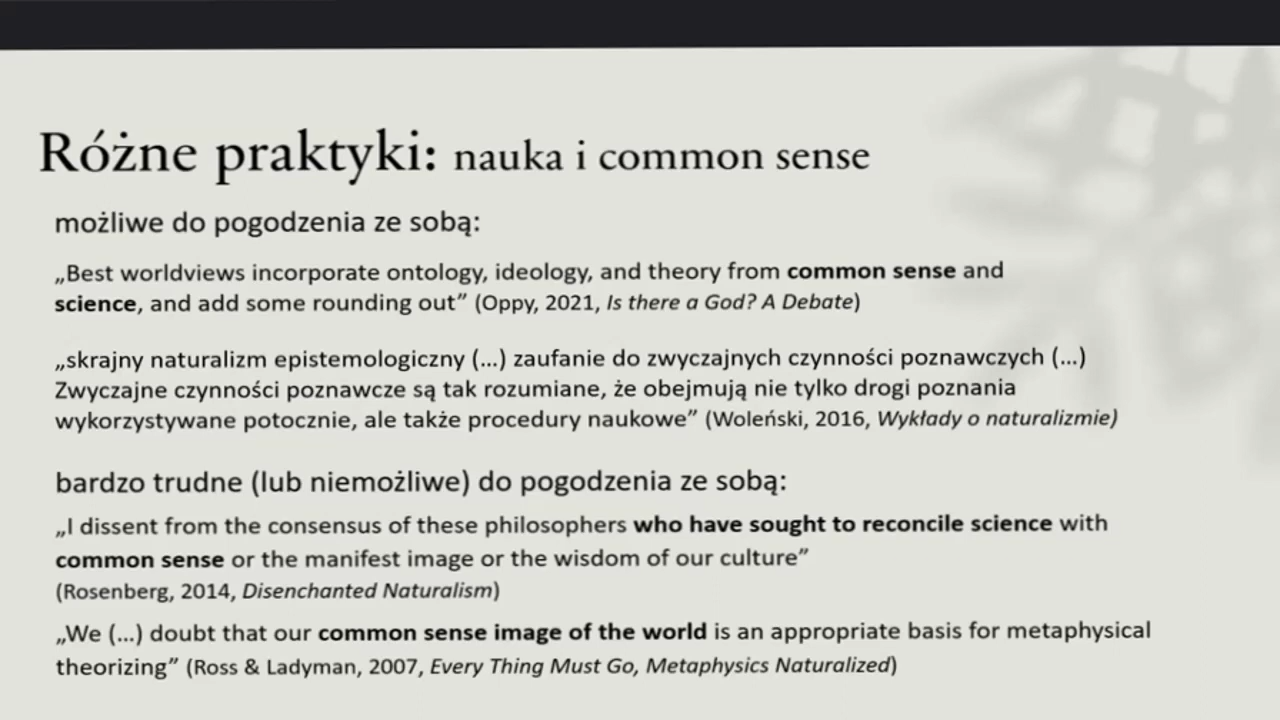 Różne praktyki: nauka i common sense
możliwe do pogodzenia ze sobą:
„Best worldviews incorporate ontology, ideology, and theory from common sense and
science, and add some rounding out” (Oppy, 2021, Is there a God? A Debate)
„skrajny naturalizm epistemologiczny (...) zaufanie do zwyczajnych czynności poznawczych (...)
Zwyczajne czynności poznawcze są tak rozumiane, że obejmują nie tylko drogi poznania
wykorzystywane potocznie, ale także procedury naukowe” (Woleński, 2016, Wykłady o naturalizmie)
bardzo trudne (lub niemożliwe) do pogodzenia ze sobą:
„I dissent from the consensus of these philosophers who have sought to reconcile science with
common sense or the manifest image or the wisdom of our culture”
(Rosenberg, 2014, Disenchanted Naturalism)
„We (...) doubt that our common sense image of the world is an appropriate basis for metaphysical
theorizing” (Ross & Ladyman, 2007, Every Thing Must Go, Metaphysics Naturalized)